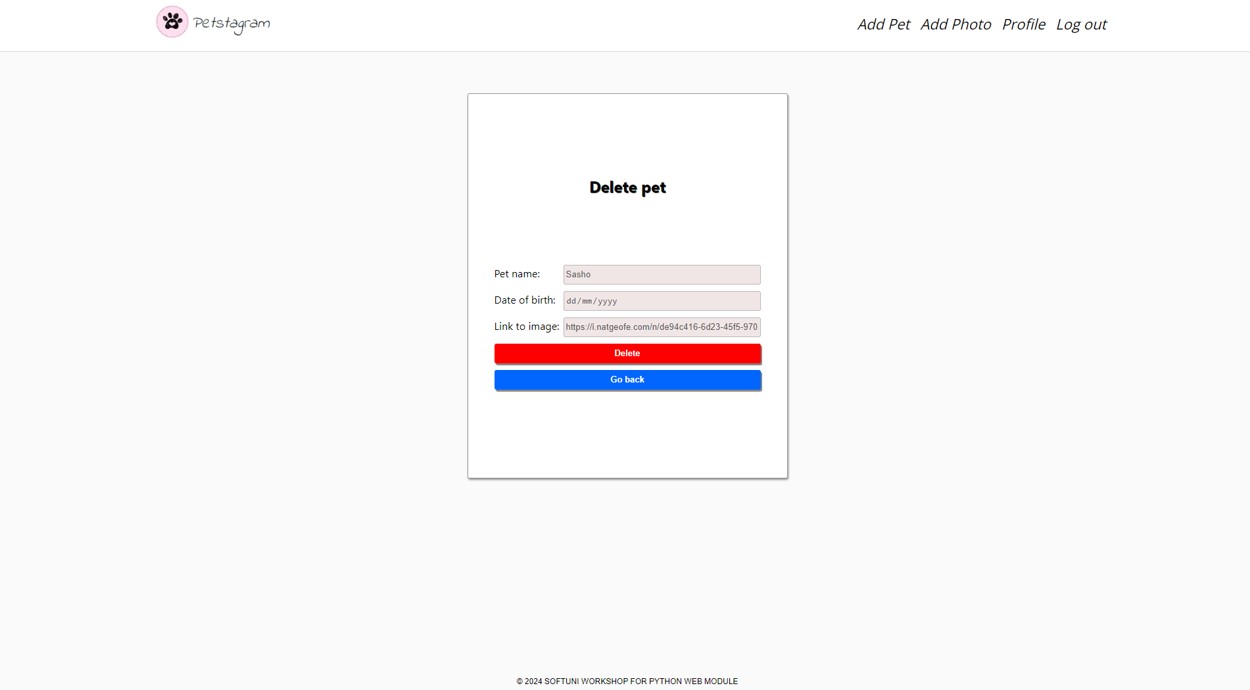 Petstagram
Add Pet Add Photo Profile Log out
Delete pet
Pet name: Sasho
Date of birth: dd/mm/yyyy
Link to image: https://i.natgeofe.com/n/de94c416-6d23-45f5-970
Delete
Go back
© 2024 SOFTUNI WORKSHOP FOR PYTHON WEB MODULE